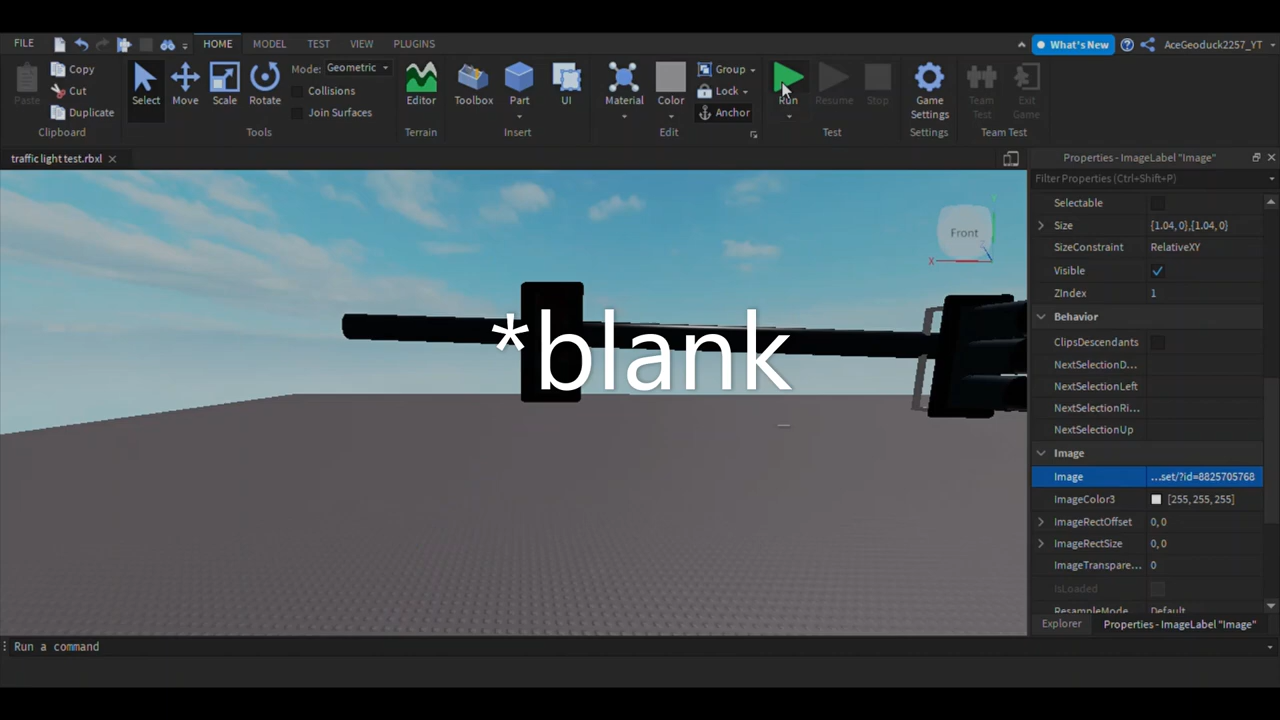 FILE HOME MODEL TEST VIEW PLUGINS What's New AceGeoduck2257_YT
Paste Copy Cut Duplicate
Clipboard
Select Move Scale Rotate
Mode: Geometric
Collisions
Join Surfaces
Tools
Editor
Terrain
Toolbox Part UI
Insert
Material Color
Group
Lock
Anchor
Edit
Run Resume Stop
Test
Game Settings
Settings
Team Test Exit Game
Team Test
traffic light test.rbxl
Front
X
*blank
Properties - ImageLabel "Image"
Filter Properties (Ctrl+Shift+P)
Selectable
Size {1.04, 0},{1.04, 0}
SizeConstraint RelativeXY
Visible
ZIndex 1
Behavior
ClipsDescendants
NextSelectionD...
NextSelectionLeft
NextSelectionRi...
NextSelectionUp
Image
Image ...set/?id=8825705768
ImageColor3 [255, 255, 255]
ImageRectOffset 0, 0
ImageRectSize 0, 0
ImageTranspare... 0
IsLoaded
ResampleMode Default
Explorer Properties - ImageLabel "Image"
Run a command